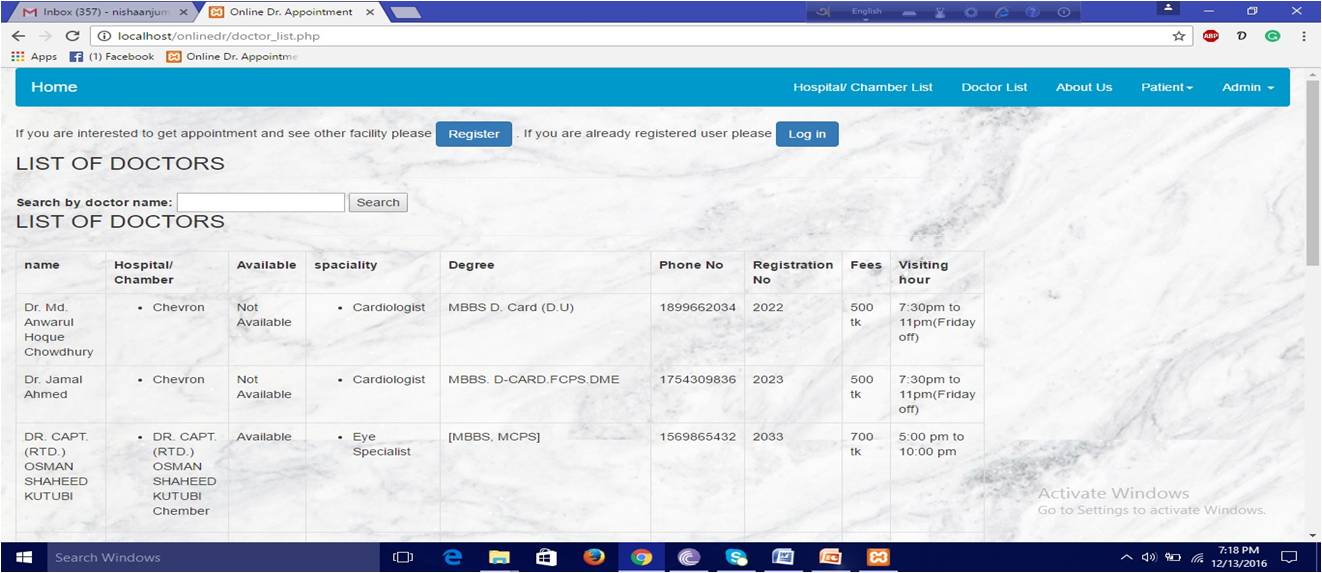 Inbox (357) - nishaanjum
Online Dr. Appointment
English
localhost/onlinedr/doctor_list.php
ABP
Apps
(1) Facebook
Online Dr. Appointme
Home
Hospital/ Chamber List
Doctor List
About Us
Patient
Admin
If you are interested to get appointment and see other facility please Register . If you are already registered user please Log in
LIST OF DOCTORS
Search by doctor name: Search
LIST OF DOCTORS
name Hospital/ Available spaciality Degree Phone No Registration Fees Visiting
Chamber No hour
Dr. Md. • Chevron Not • Cardiologist MBBS D. Card (D.U) 1899662034 2022 500 7:30pm to
Anwarul Available tk 11pm(Friday
Hoque off)
Chowdhury
Dr. Jamal • Chevron Not • Cardiologist MBBS. D-CARD.FCPS.DME 1754309836 2023 500 7:30pm to
Ahmed Available tk 11pm(Friday
off)
DR. CAPT. • DR. CAPT. Available • Eye [MBBS, MCPS] 1569865432 2033 700 5:00 pm to
(RTD.) (RTD.) Specialist tk 10:00 pm
OSMAN OSMAN
SHAHEED SHAHEED
KUTUBI KUTUBI
Chember
Activate Windows
Go to Settings to activate Windows.
Search Windows
7:18 PM
12/13/2016